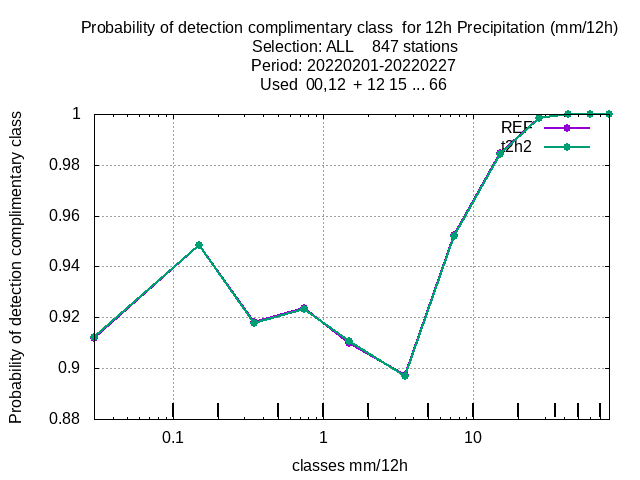 Probability of detection complimentary class  for 12h Precipitation (mm/12h)
Selection: ALL    847 stations
Period: 20220201-20220227
Used  00,12  + 12 15 ... 66
Probability of detection complimentary class
1
0.98
0.96
0.94
0.92
0.9
0.88
REF
t2h2
0.1
1
10
classes mm/12h